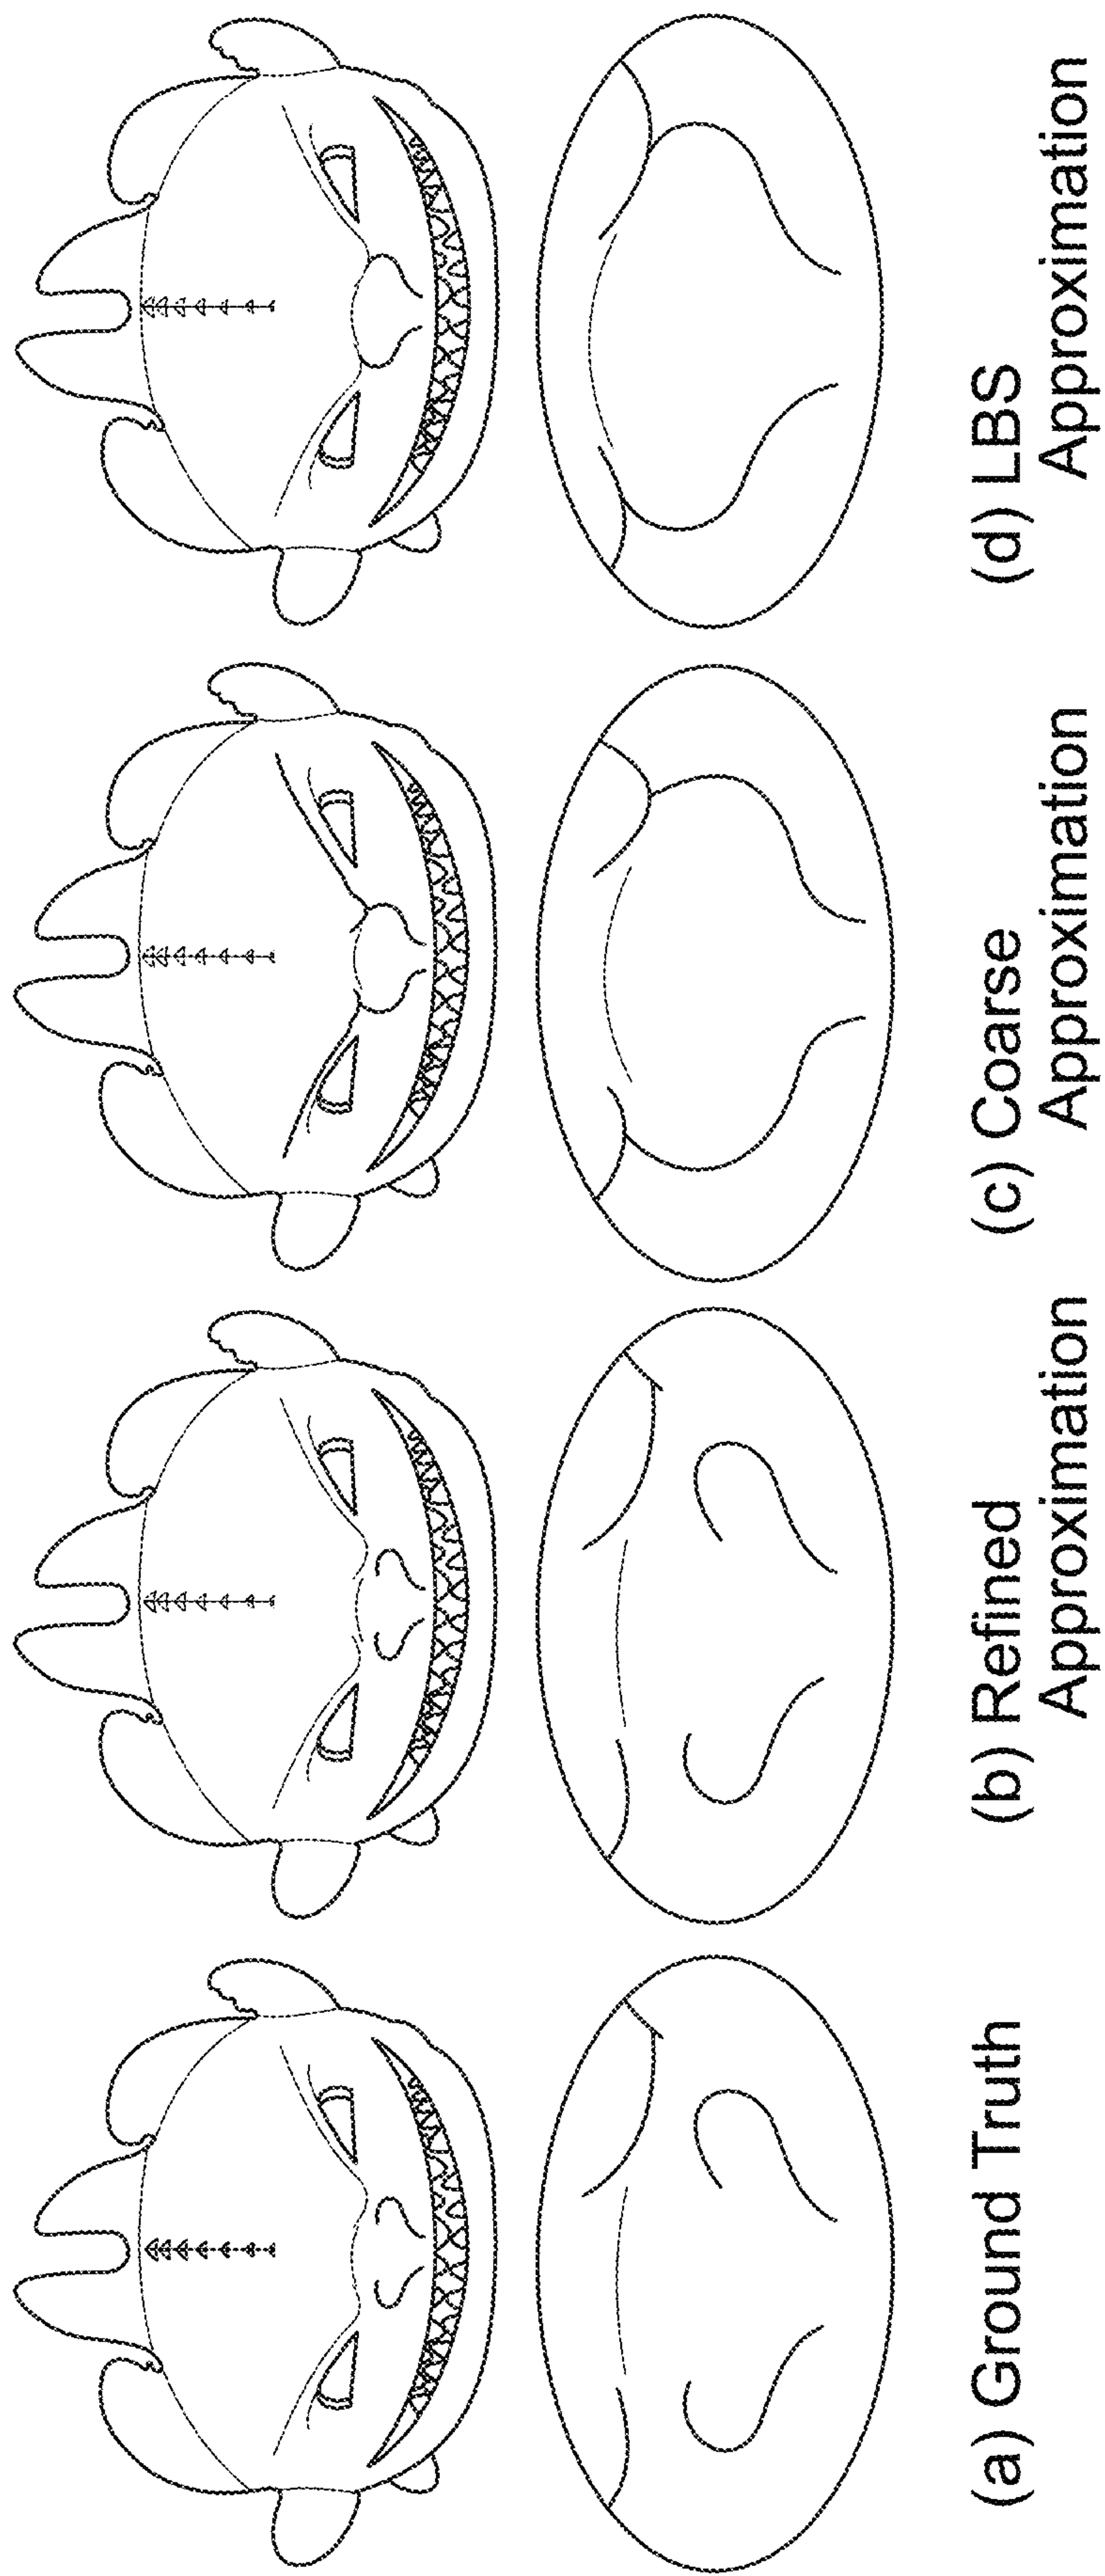 (a) Ground Truth
(b) Refined
Approximation
(c) Coarse
Approximation
(d) LBS
Approximation